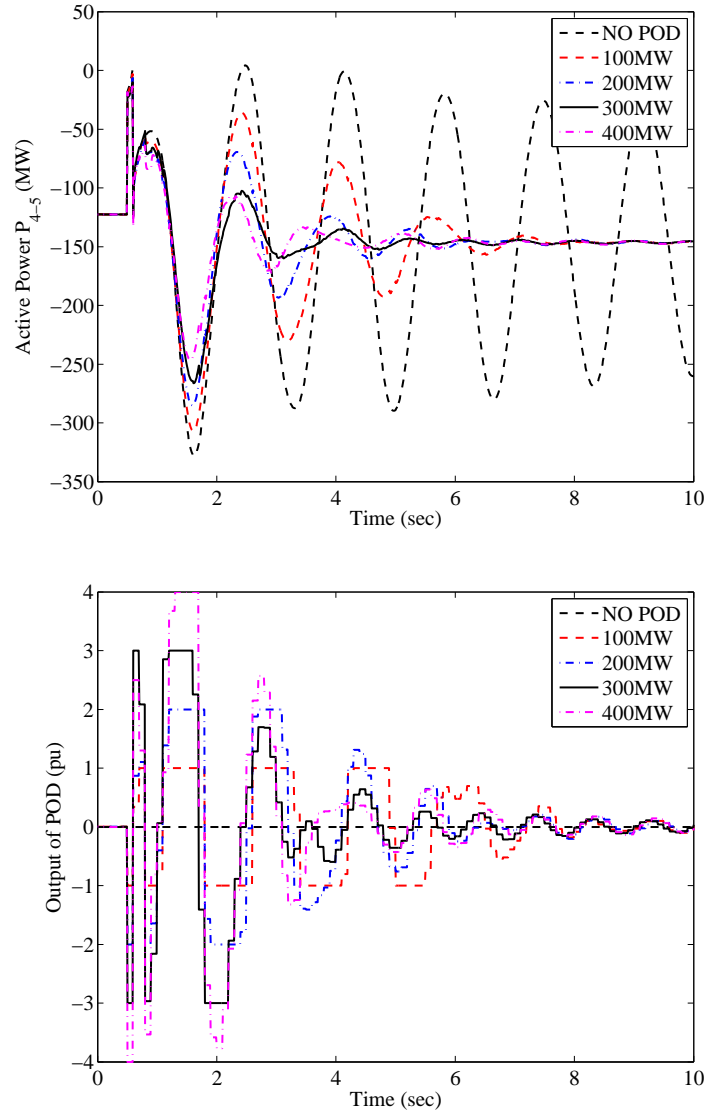 50
0
−50
−100
−150
−200
−250
−300
−350
Active Power P4−5 (MW)
0 2 4 6 8 10
Time (sec)
NO POD
100MW
200MW
300MW
400MW
4
3
2
1
0
−1
−2
−3
−4
Output of POD (pu)
0 2 4 6 8 10
Time (sec)
NO POD
100MW
200MW
300MW
400MW